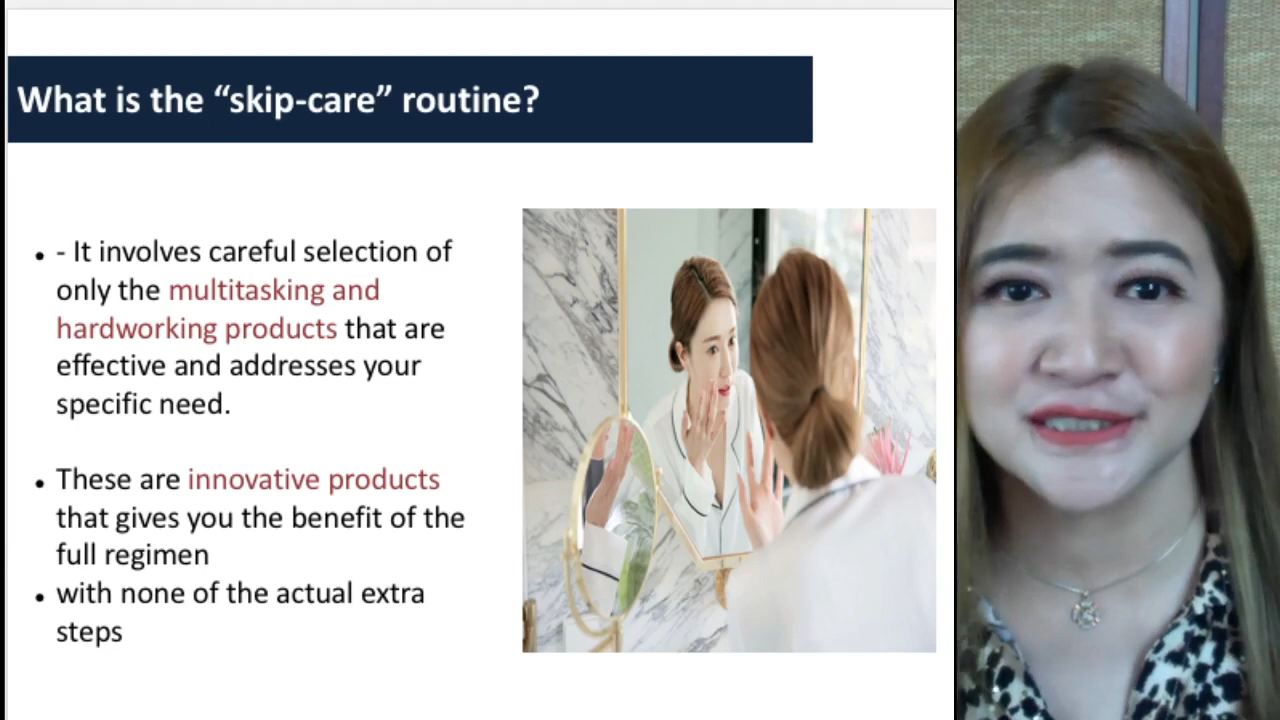 What is the “skip-care” routine?
• - It involves careful selection of
only the multitasking and
hardworking products that are
effective and addresses your
specific need.
• These are innovative products
that gives you the benefit of the
full regimen
• with none of the actual extra
steps